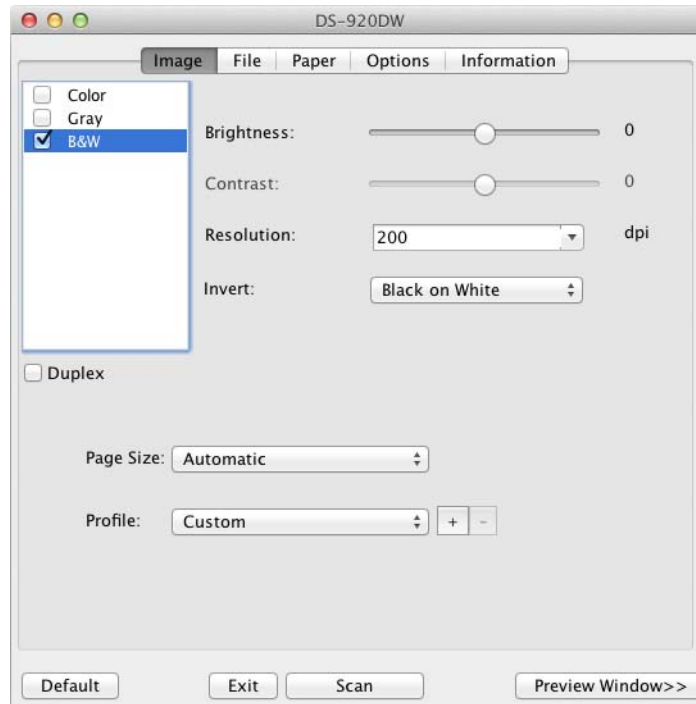 DS-920DW
Image File Paper Options Information
Color
Gray
B&W
Brightness: 0
Contrast: 0
Resolution: 200 dpi
Invert: Black on White
Duplex
Page Size: Automatic
Profile: Custom + -
Default Exit Scan Preview Window>>